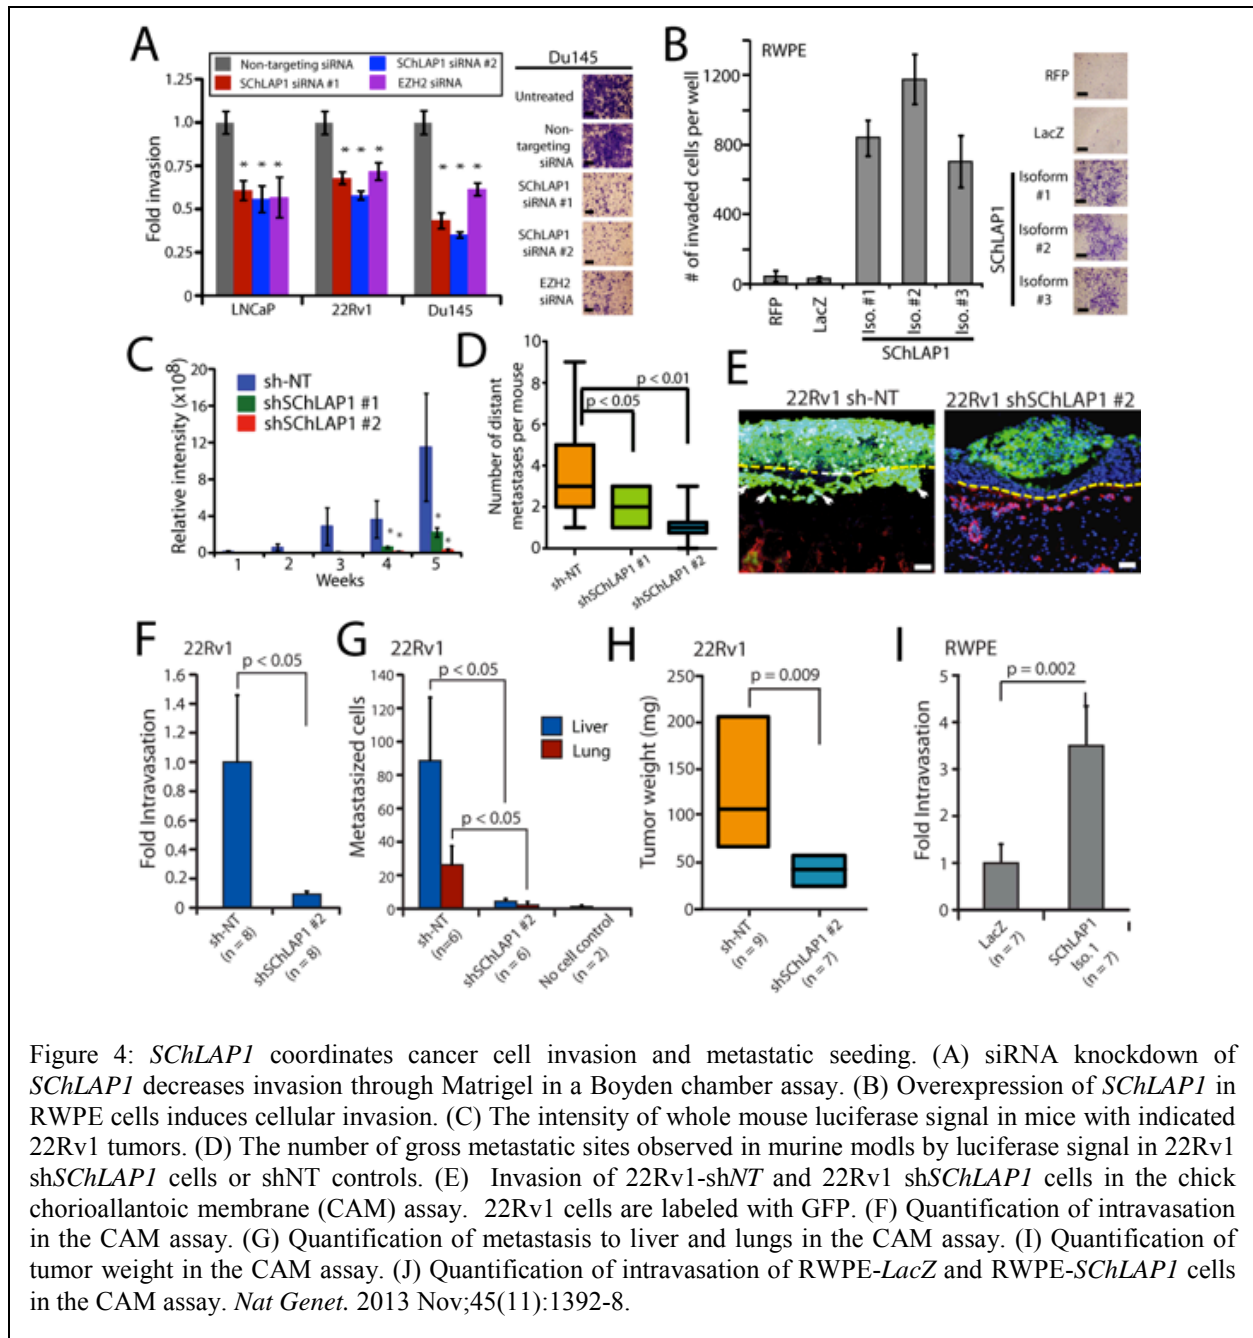 A
Non-targeting siRNA
SChLAP1 siRNA #1
SChLAP1 siRNA #2
EZH2 siRNA
Fold invasion
1.25
1.0
0.75
0.5
0.25
0
* * *
* * *
* * *
LNCaP
22Rv1
Du145
Du145
Untreated
Non-
targeting
siRNA
SChLAP1
siRNA #1
SChLAP1
siRNA #2
EZH2
siRNA
B
RWPE
# of invaded cells per well
1200
800
400
0
RFP
LacZ
Iso. #1
Iso. #2
Iso. #3
SChLAP1
RFP
LacZ
SChLAP1
Isoform
#1
Isoform
#2
Isoform
#3
C
sh-NT
shSChLAP1 #1
shSChLAP1 #2
Relative intensity (x10⁸)
20
16
12
8
4
0
* *
* *
1
2
3
4
5
Weeks
D
Number of distant
metastases per mouse
10
8
6
4
2
0
p < 0.01
p < 0.05
sh-NT
shSChLAP1 #1
shSChLAP1 #2
E
22Rv1 sh-NT
22Rv1 shSChLAP1 #2
F
22Rv1
p < 0.05
Fold Intravasation
1.6
1.4
1.2
1.0
0.8
0.6
0.4
0.2
0
sh-NT
(n = 8)
shSChLAP1 #2
(n = 8)
G
22Rv1
p < 0.05
p < 0.05
Liver
Lung
Metastasized cells
140
120
100
80
60
40
20
0
sh-NT
(n=6)
shSChLAP1 #2
(n = 6)
No cell control
(n = 2)
H
22Rv1
p = 0.009
Tumor weight (mg)
250
200
150
100
50
0
sh-NT
(n = 9)
shSChLAP1 #2
(n = 7)
I
RWPE
p = 0.002
Fold Intravasation
5
4
3
2
1
0
LacZ
(n = 7)
SChLAP1
Iso. 1
(n = 7)
Figure 4: SChLAP1 coordinates cancer cell invasion and metastatic seeding. (A) siRNA knockdown of
SChLAP1 decreases invasion through Matrigel in a Boyden chamber assay. (B) Overexpression of SChLAP1 in
RWPE cells induces cellular invasion. (C) The intensity of whole mouse luciferase signal in mice with indicated
22Rv1 tumors. (D) The number of gross metastatic sites observed in murine modls by luciferase signal in 22Rv1
shSChLAP1 cells or shNT controls. (E) Invasion of 22Rv1-shNT and 22Rv1 shSChLAP1 cells in the chick
chorioallantoic membrane (CAM) assay. 22Rv1 cells are labeled with GFP. (F) Quantification of intravasation
in the CAM assay. (G) Quantification of metastasis to liver and lungs in the CAM assay. (I) Quantification of
tumor weight in the CAM assay. (J) Quantification of intravasation of RWPE-LacZ and RWPE-SChLAP1 cells
in the CAM assay. Nat Genet. 2013 Nov;45(11):1392-8.